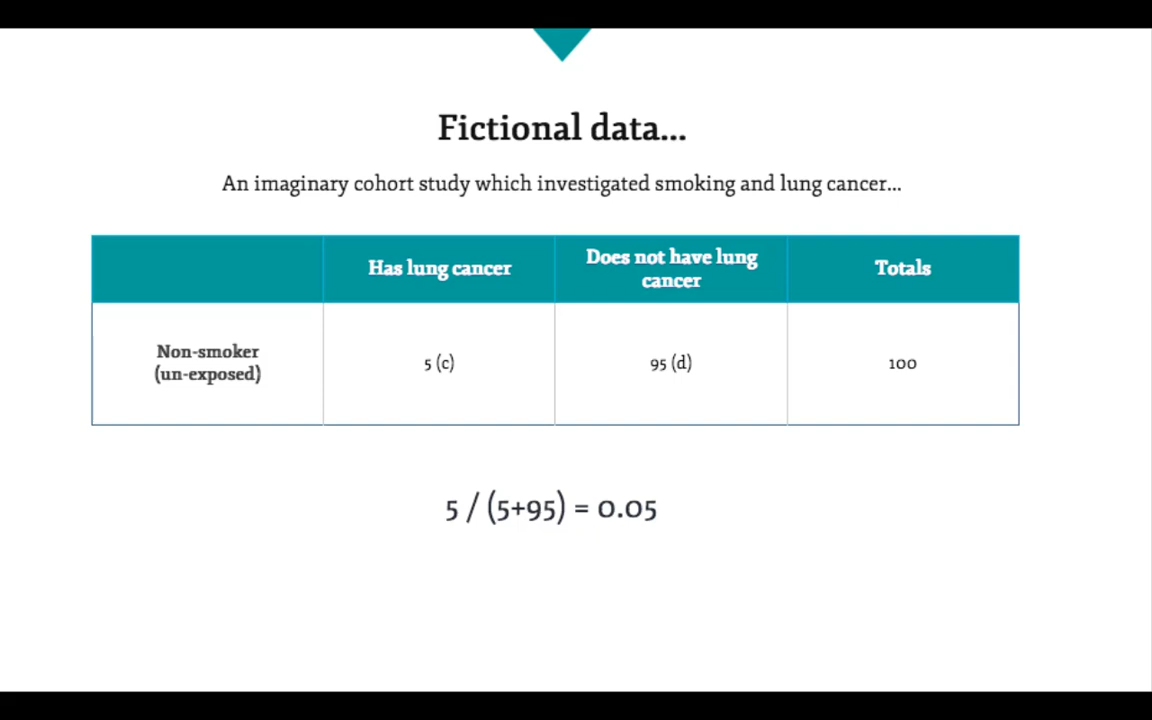 Fictional data...
An imaginary cohort study which investigated smoking and lung cancer...
Has lung cancer
Does not have lung
cancer
Totals
Non-smoker
(un-exposed)
5 (c)
95 (d)
100
5 / (5+95) = 0.05